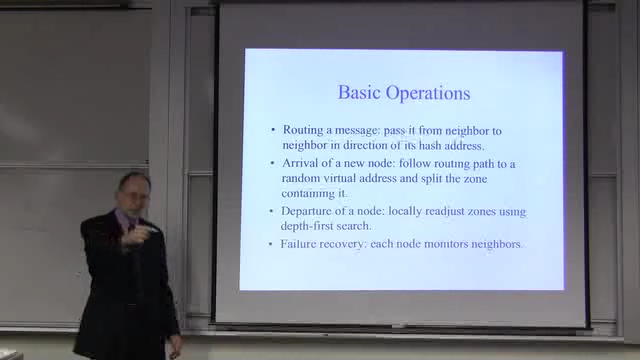 Basic Operations
• Routing a message: pass it from neighbor to
neighbor in direction of its hash address.
• Arrival of a new node: follow routing path to a
random virtual address and split the zone
containing it.
• Departure of a node: locally readjust zones using
depth-first search.
• Failure recovery: each node monitors neighbors.